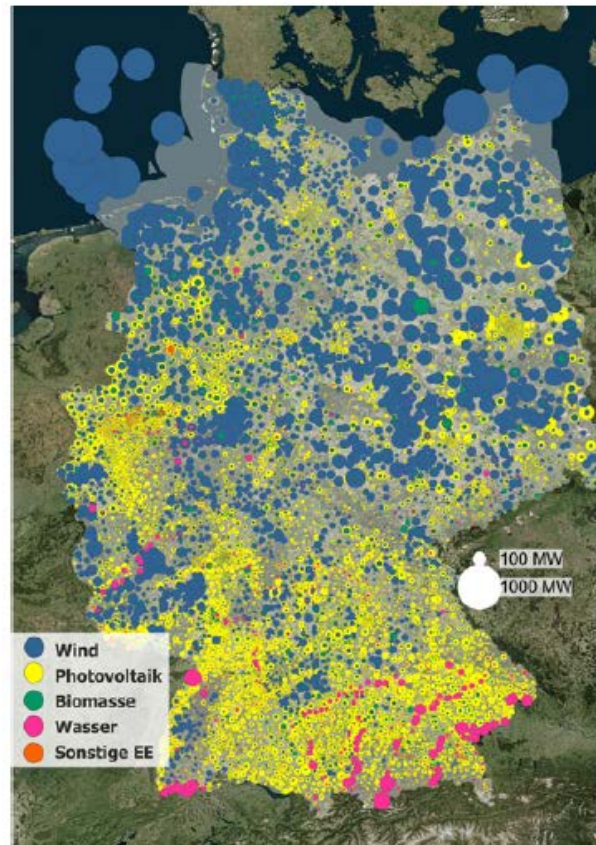 100 MW
1000 MW
Wind
Photovoltaik
Biomasse
Wasser
Sonstige EE